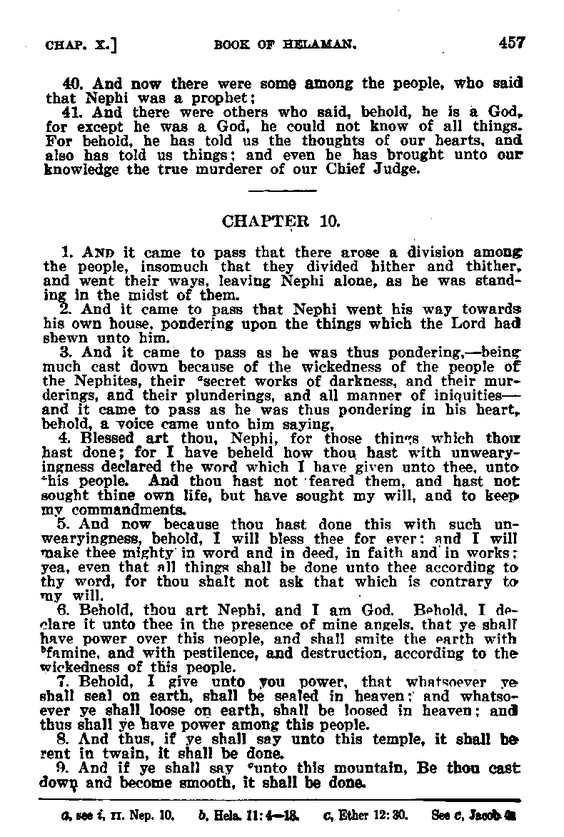 CHAP. X.] BOOK OF HELAMAN. 457
40. And now there were some among the people, who said
that Nephi was a prophet;
41. And there were others who said, behold, he is a God,
for except he was a God, he could not know of all things.
For behold, he has told us the thoughts of our hearts, and
also has told us things; and even he has brought unto our
knowledge the true murderer of our Chief Judge.
CHAPTER 10.
1. AND it came to pass that there arose a division among
the people, insomuch that they divided hither and thither,
and went their ways, leaving Nephi alone, as he was stand-
ing in the midst of them.
2. And it came to pass that Nephi went his way towards
his own house, pondering upon the things which the Lord had
shewn unto him.
3. And it came to pass as he was thus pondering,—being
much cast down because of the wickedness of the people of
the Nephites, their ᵃsecret works of darkness, and their mur-
derings, and their plunderings, and all manner of iniquities—
and it came to pass as he was thus pondering in his heart,
behold, a voice came unto him saying,
4. Blessed art thou, Nephi, for those things which thou
hast done; for I have beheld how thou hast with unweary-
ingness declared the word which I have given unto thee, unto
his people. And thou hast not feared them, and hast not
sought thine own life, but have sought my will, and to keep
my commandments.
5. And now because thou hast done this with such un-
wearyingness, behold, I will bless thee for ever; and I will
make thee mighty in word and in deed, in faith and in works;
yea, even that all things shall be done unto thee according to
thy word, for thou shalt not ask that which is contrary to
my will.
6. Behold, thou art Nephi, and I am God. Behold, I de-
clare it unto thee in the presence of mine angels, that ye shall
have power over this people, and shall smite the earth with
ᵇfamine, and with pestilence, and destruction, according to the
wickedness of this people.
7. Behold, I give unto you power, that whatsoever ye
shall seal on earth, shall be sealed in heaven; and whatso-
ever ye shall loose on earth, shall be loosed in heaven; and
thus shall ye have power among this people.
8. And thus, if ye shall say unto this temple, it shall be
rent in twain, it shall be done.
9. And if ye shall say ᶜunto this mountain, Be thou cast
down and become smooth, it shall be done.
a, see i, II. Nep. 10. b, Hela. 11: 4—18. c, Ether 12: 30. See c, Jacob 4